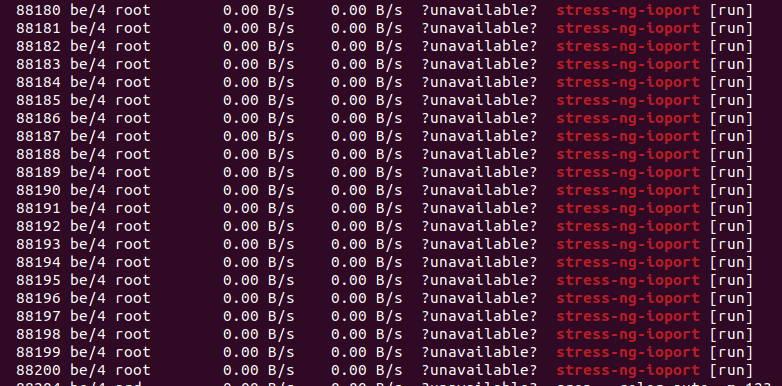 88180 be/4 root 0.00 B/s 0.00 B/s ?unavailable? stress-ng-ioport [run]
88181 be/4 root 0.00 B/s 0.00 B/s ?unavailable? stress-ng-ioport [run]
88182 be/4 root 0.00 B/s 0.00 B/s ?unavailable? stress-ng-ioport [run]
88183 be/4 root 0.00 B/s 0.00 B/s ?unavailable? stress-ng-ioport [run]
88184 be/4 root 0.00 B/s 0.00 B/s ?unavailable? stress-ng-ioport [run]
88185 be/4 root 0.00 B/s 0.00 B/s ?unavailable? stress-ng-ioport [run]
88186 be/4 root 0.00 B/s 0.00 B/s ?unavailable? stress-ng-ioport [run]
88187 be/4 root 0.00 B/s 0.00 B/s ?unavailable? stress-ng-ioport [run]
88188 be/4 root 0.00 B/s 0.00 B/s ?unavailable? stress-ng-ioport [run]
88189 be/4 root 0.00 B/s 0.00 B/s ?unavailable? stress-ng-ioport [run]
88190 be/4 root 0.00 B/s 0.00 B/s ?unavailable? stress-ng-ioport [run]
88191 be/4 root 0.00 B/s 0.00 B/s ?unavailable? stress-ng-ioport [run]
88192 be/4 root 0.00 B/s 0.00 B/s ?unavailable? stress-ng-ioport [run]
88193 be/4 root 0.00 B/s 0.00 B/s ?unavailable? stress-ng-ioport [run]
88194 be/4 root 0.00 B/s 0.00 B/s ?unavailable? stress-ng-ioport [run]
88195 be/4 root 0.00 B/s 0.00 B/s ?unavailable? stress-ng-ioport [run]
88196 be/4 root 0.00 B/s 0.00 B/s ?unavailable? stress-ng-ioport [run]
88197 be/4 root 0.00 B/s 0.00 B/s ?unavailable? stress-ng-ioport [run]
88198 be/4 root 0.00 B/s 0.00 B/s ?unavailable? stress-ng-ioport [run]
88199 be/4 root 0.00 B/s 0.00 B/s ?unavailable? stress-ng-ioport [run]
88200 be/4 root 0.00 B/s 0.00 B/s ?unavailable? stress-ng-ioport [run]
be/4 0.00 B/s 0.00 B/s ?unavailable?